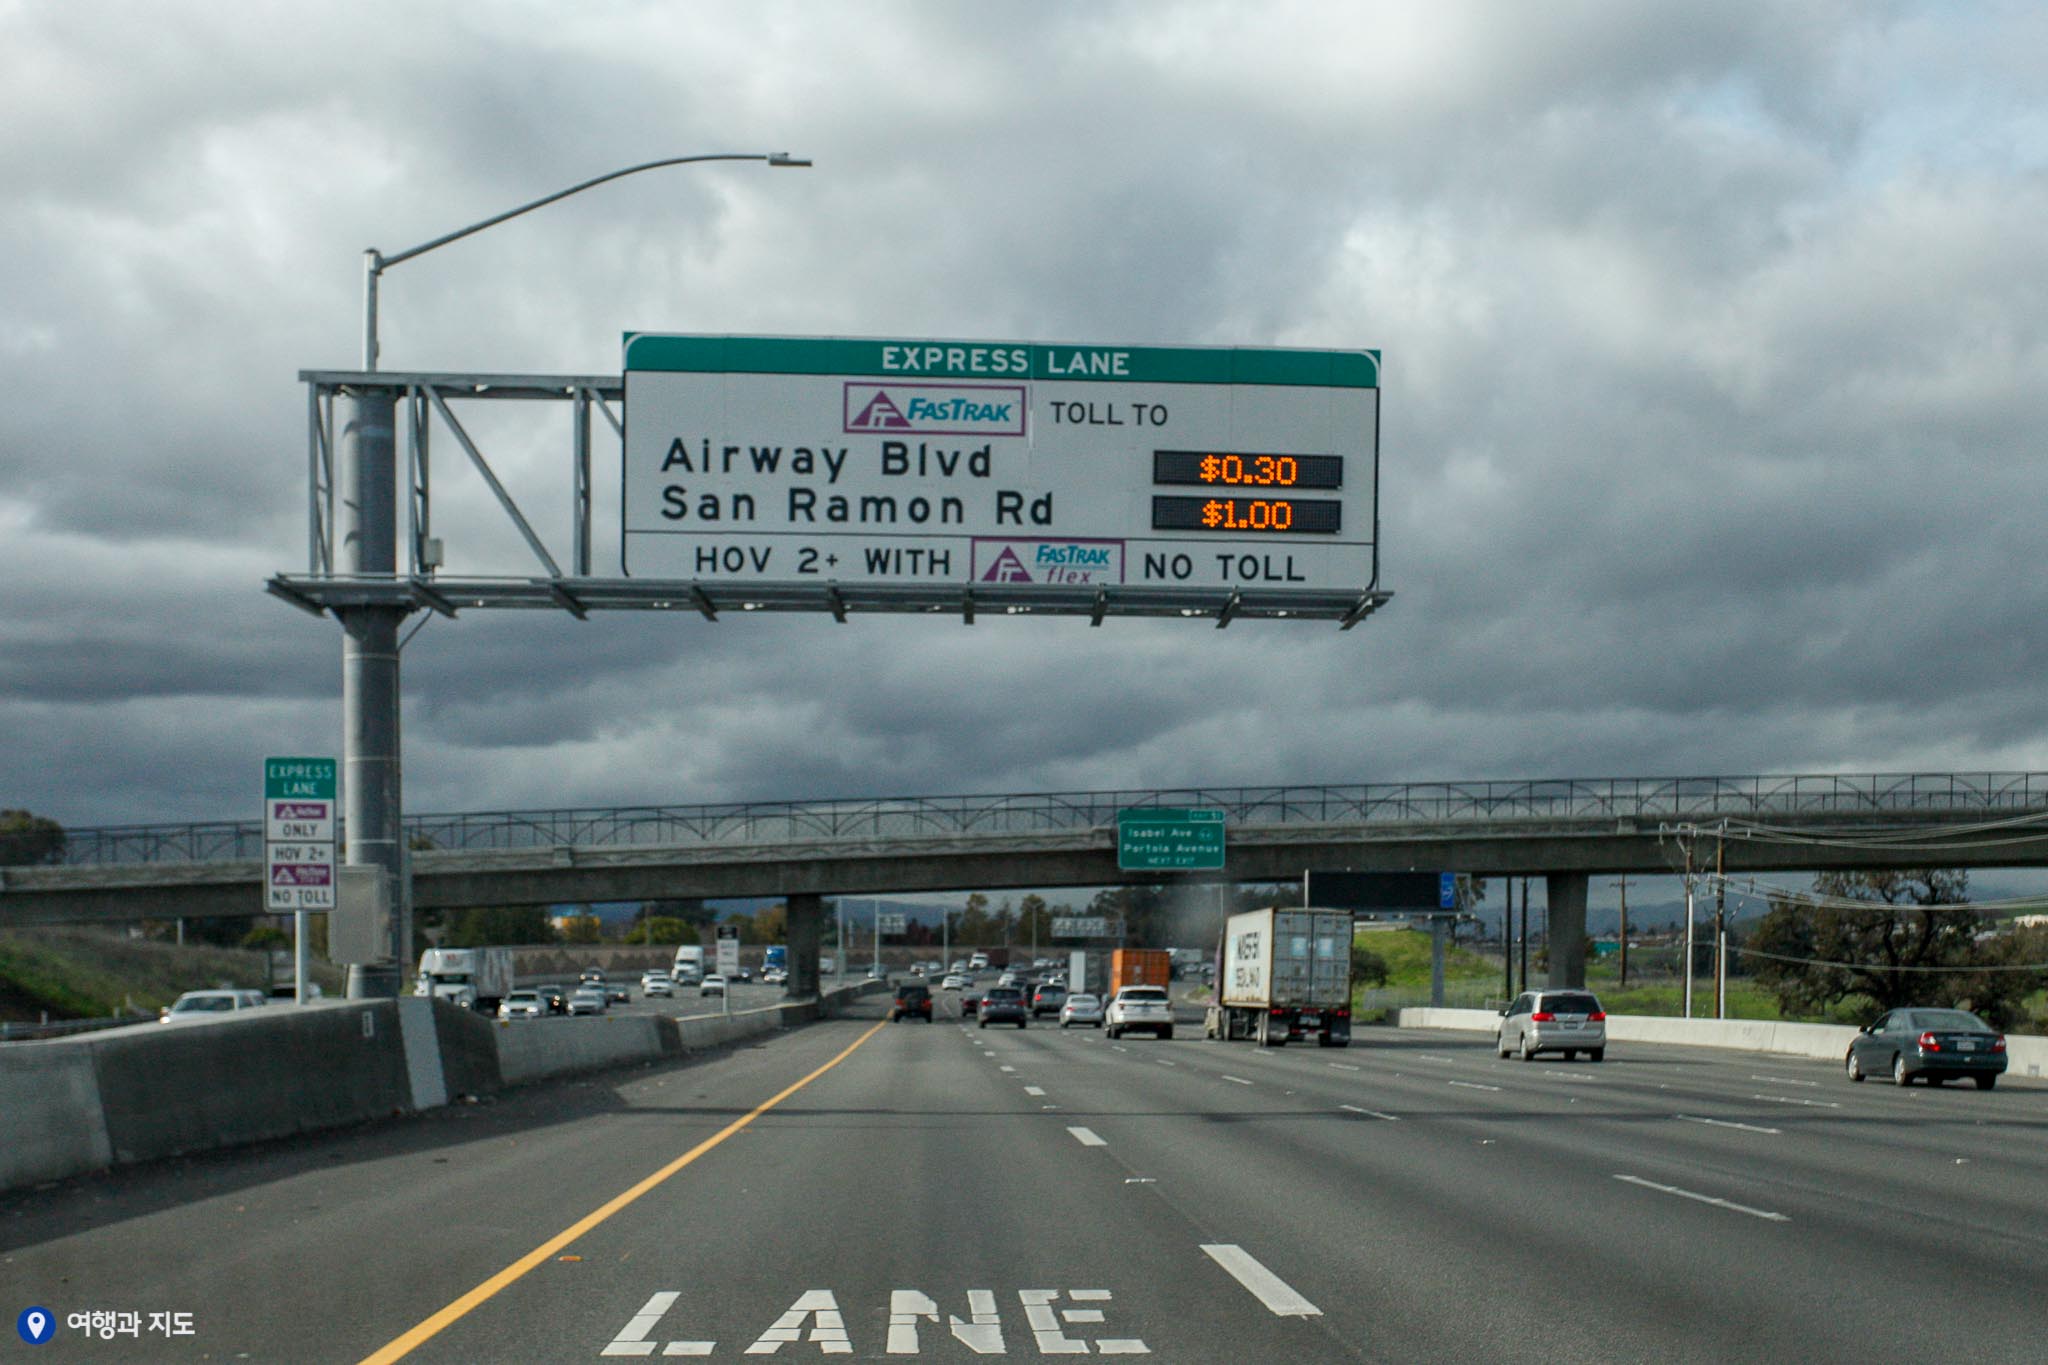 EXPRESS LANE
FASTRAK TOLL TO
Airway Blvd $0.30
San Ramon Rd $1.00
HOV 2+ WITH FASTRAK flex NO TOLL
EXPRESS
LANE
ONLY
HOV 2+
NO TOLL
Isabel Ave
Portola Avenue
NEXT EXIT
LANE
여행과 지도